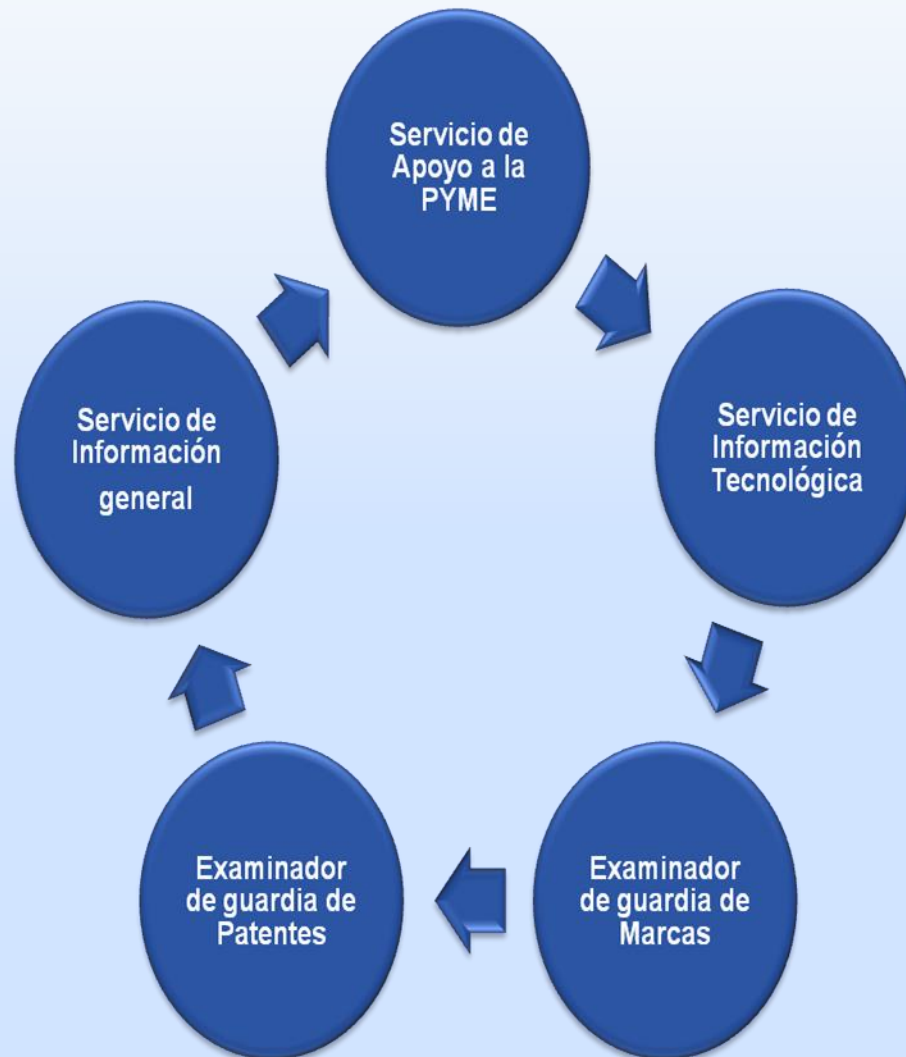 Servicio de
Apoyo a la
PYME
Servicio de
Información
Tecnológica
Examinador
de guardia de
Marcas
Examinador
de guardia de
Patentes
Servicio de
Información
general